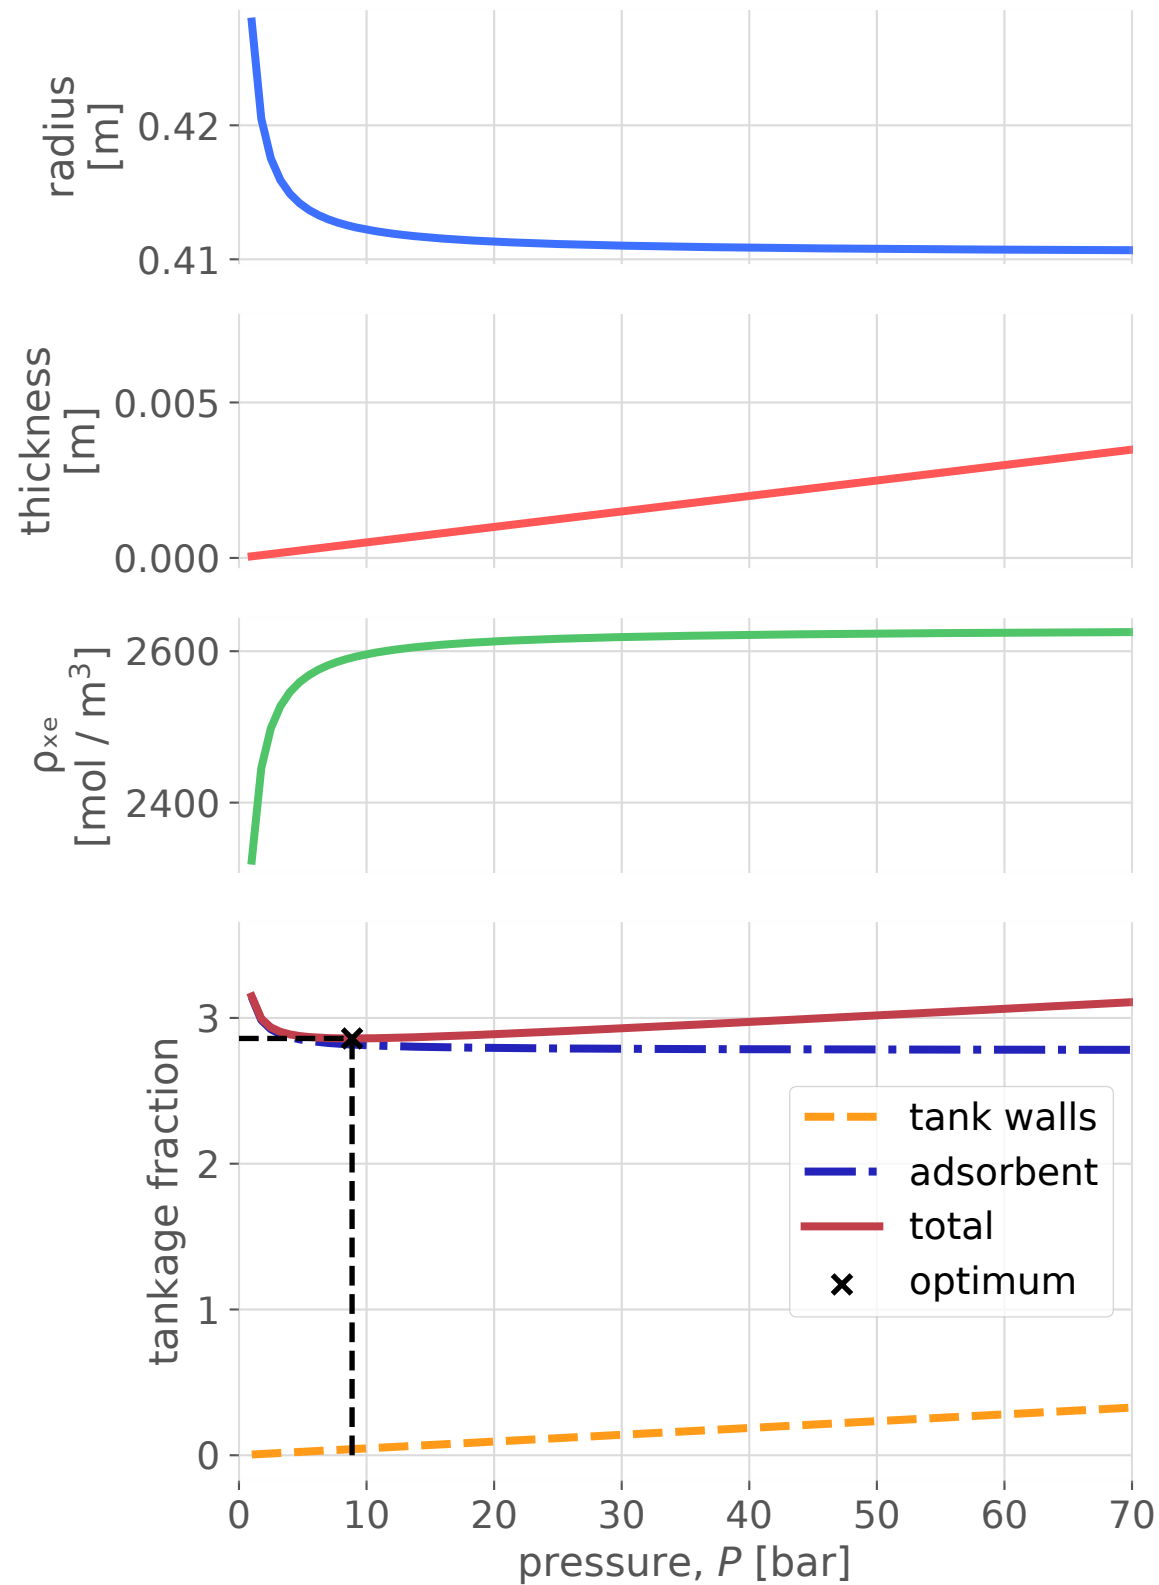 radius
[m]
0.42
0.41
thickness
[m]
0.005
0.000
ρₓₑ
[mol / m³]
2600
2400
tankage fraction
3
2
1
0
tank walls
adsorbent
total
optimum
0 10 20 30 40 50 60 70
pressure, P [bar]